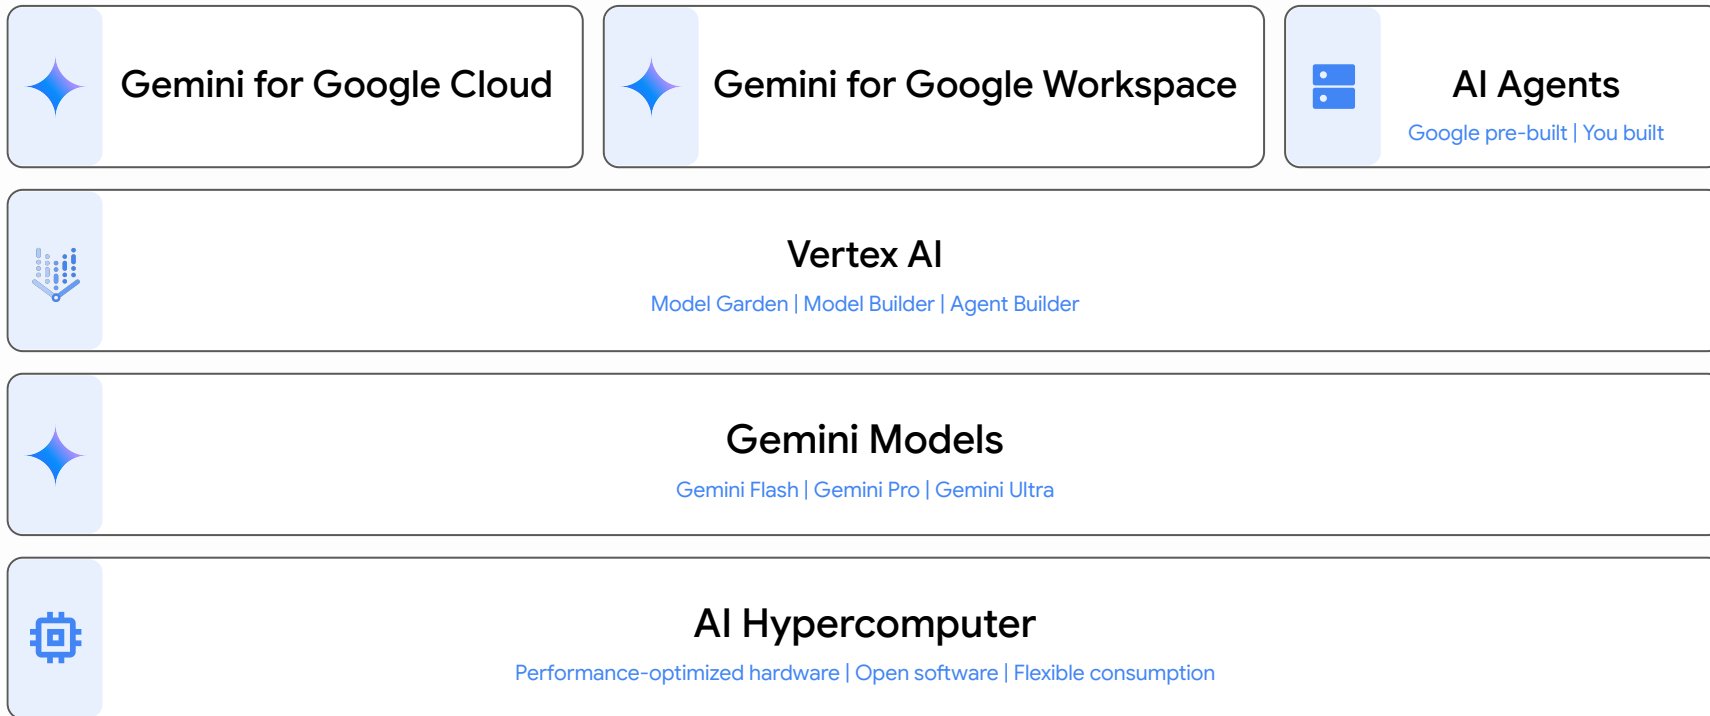 Gemini for Google Cloud
Gemini for Google Workspace
AI Agents
Google pre-built | You built
Vertex AI
Model Garden | Model Builder | Agent Builder
Gemini Models
Gemini Flash | Gemini Pro | Gemini Ultra
AI Hypercomputer
Performance-optimized hardware | Open software | Flexible consumption